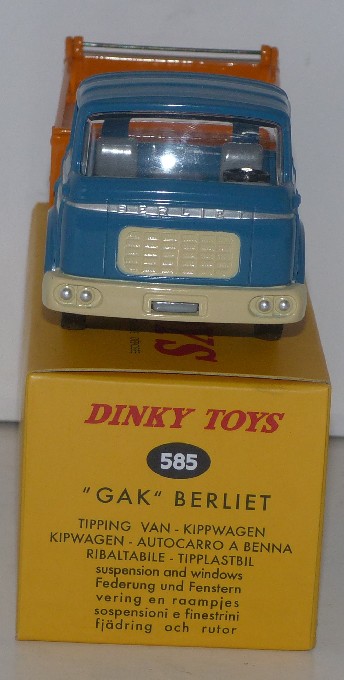 BERLIET
DINKY TOYS
585
"GAK" BERLIET
TIPPING VAN - KIPPWAGEN
KIPWAGEN - AUTOCARRO A BENNA
RIBALTABILE - TIPPLASTBIL
suspension and windows
Federung und Fenstern
vering en raampjes
sospensioni e finestrini
fjädring och rutor